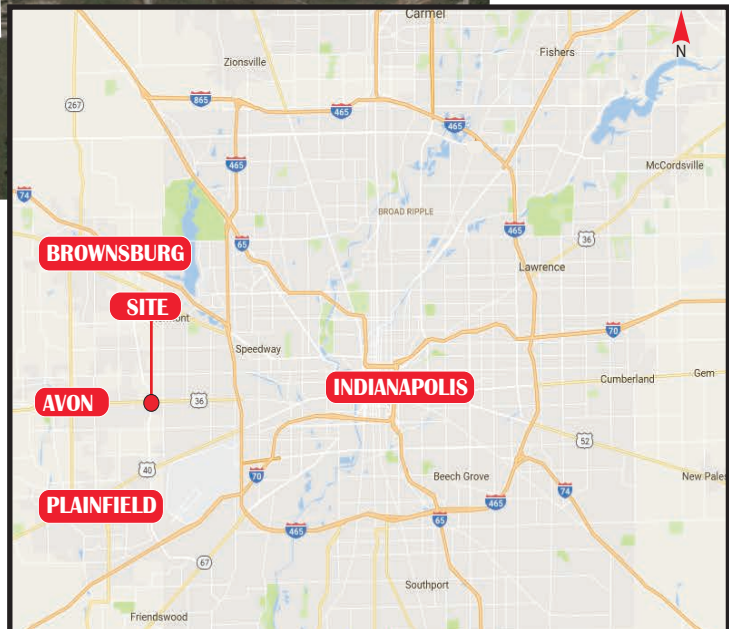 Carmel
N
Zionsville
Fishers
267
865
465
465
McCordsville
74
465
BROAD RIPPLE
465
36
65
BROWNSBURG
Lawrence
SITE
70
Speedway
Gem
INDIANAPOLIS
Cumberland
AVON
36
52
40
70
Beech Grove
New Pales
74
PLAINFIELD
465
65
465
67
Southport
Friendswood